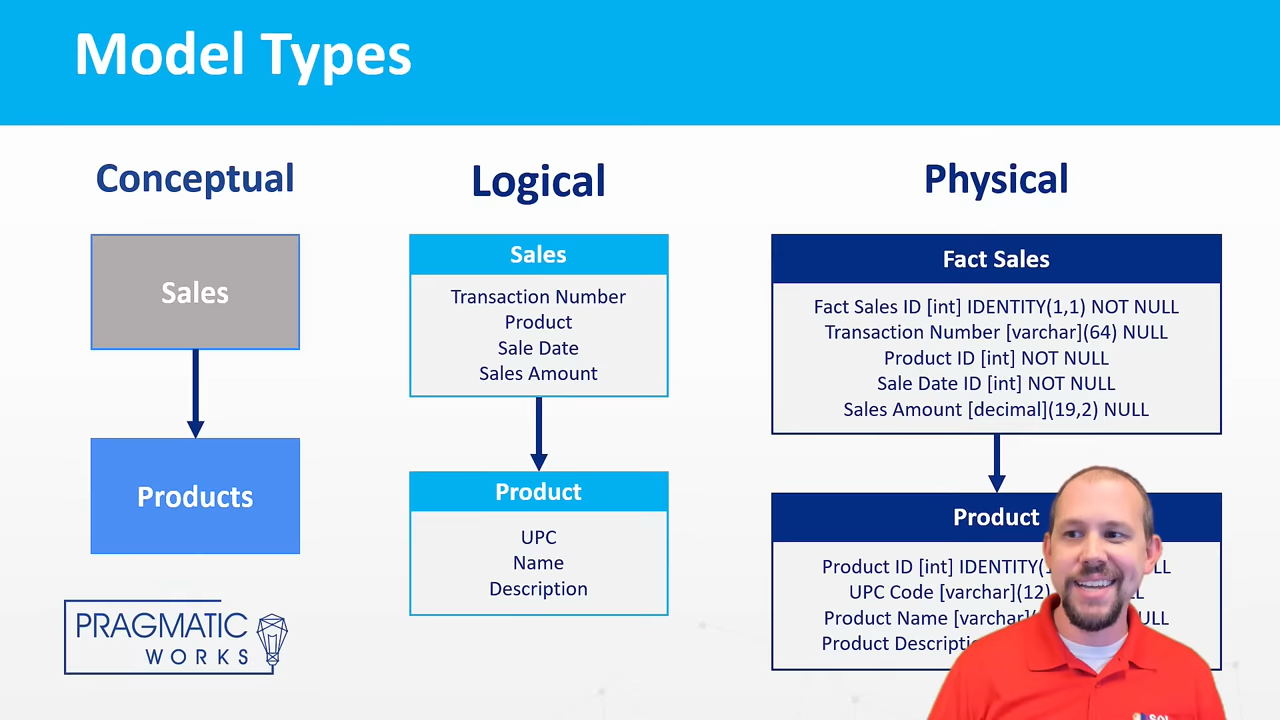 Model Types
Conceptual
Sales
Products
Logical
Sales
Transaction Number
Product
Sale Date
Sales Amount
Product
UPC
Name
Description
Physical
Fact Sales
Fact Sales ID [int] IDENTITY(1,1) NOT NULL
Transaction Number [varchar](64) NULL
Product ID [int] NOT NULL
Sale Date ID [int] NOT NULL
Sales Amount [decimal](19,2) NULL
Product
Product ID [int] IDENTITY(
UPC Code [varchar](12)
Product Name [varchar]
Product
PRAGMATIC
WORKS